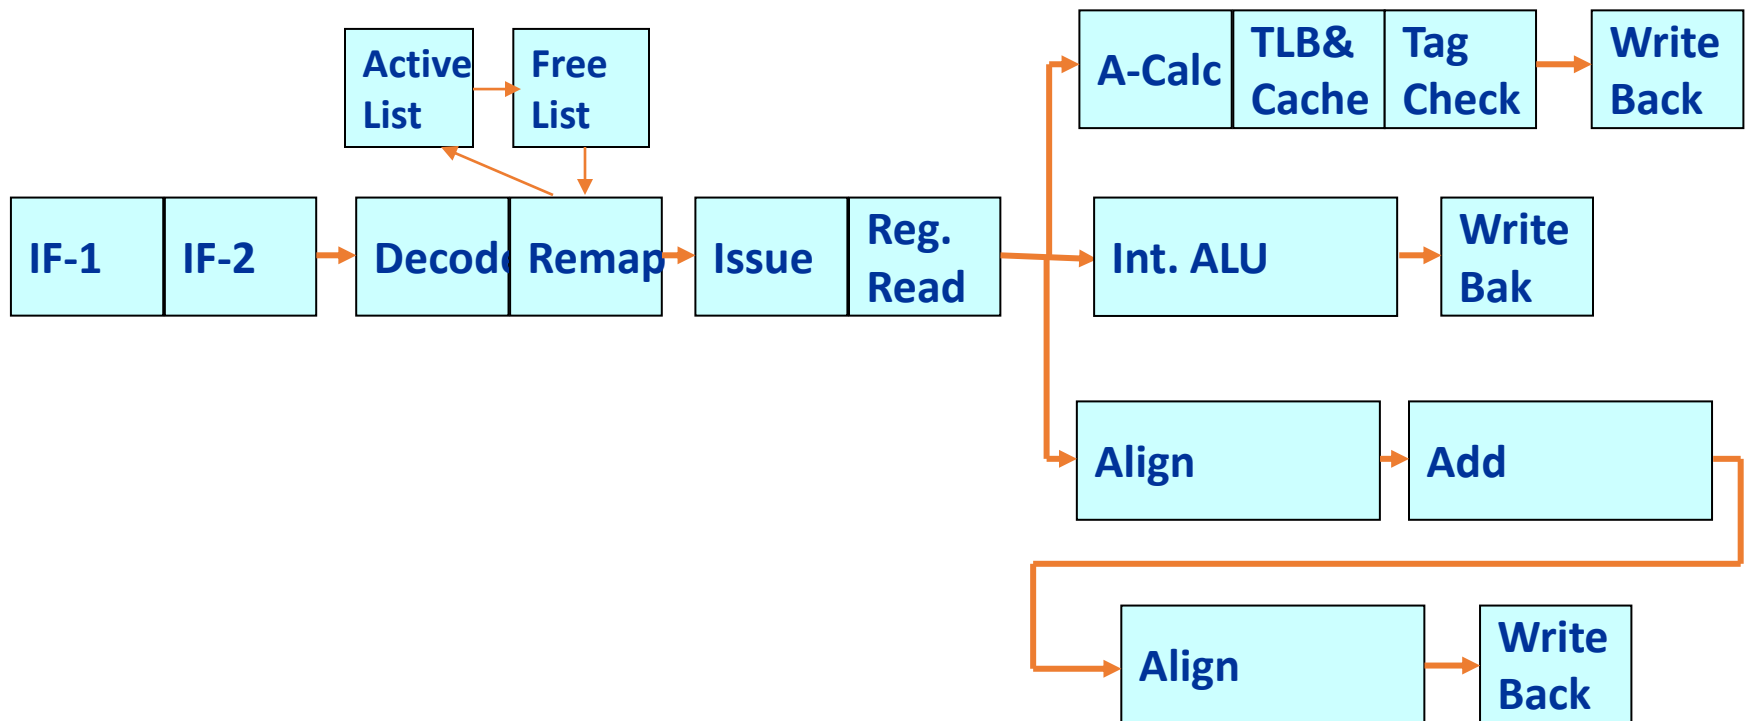 Active
List
Free
List
A-Calc
TLB&
Cache
Tag
Check
Write
Back
IF-1
IF-2
Decode
Remap
Issue
Reg.
Read
Int. ALU
Write
Bak
Align
Add
Align
Write
Back